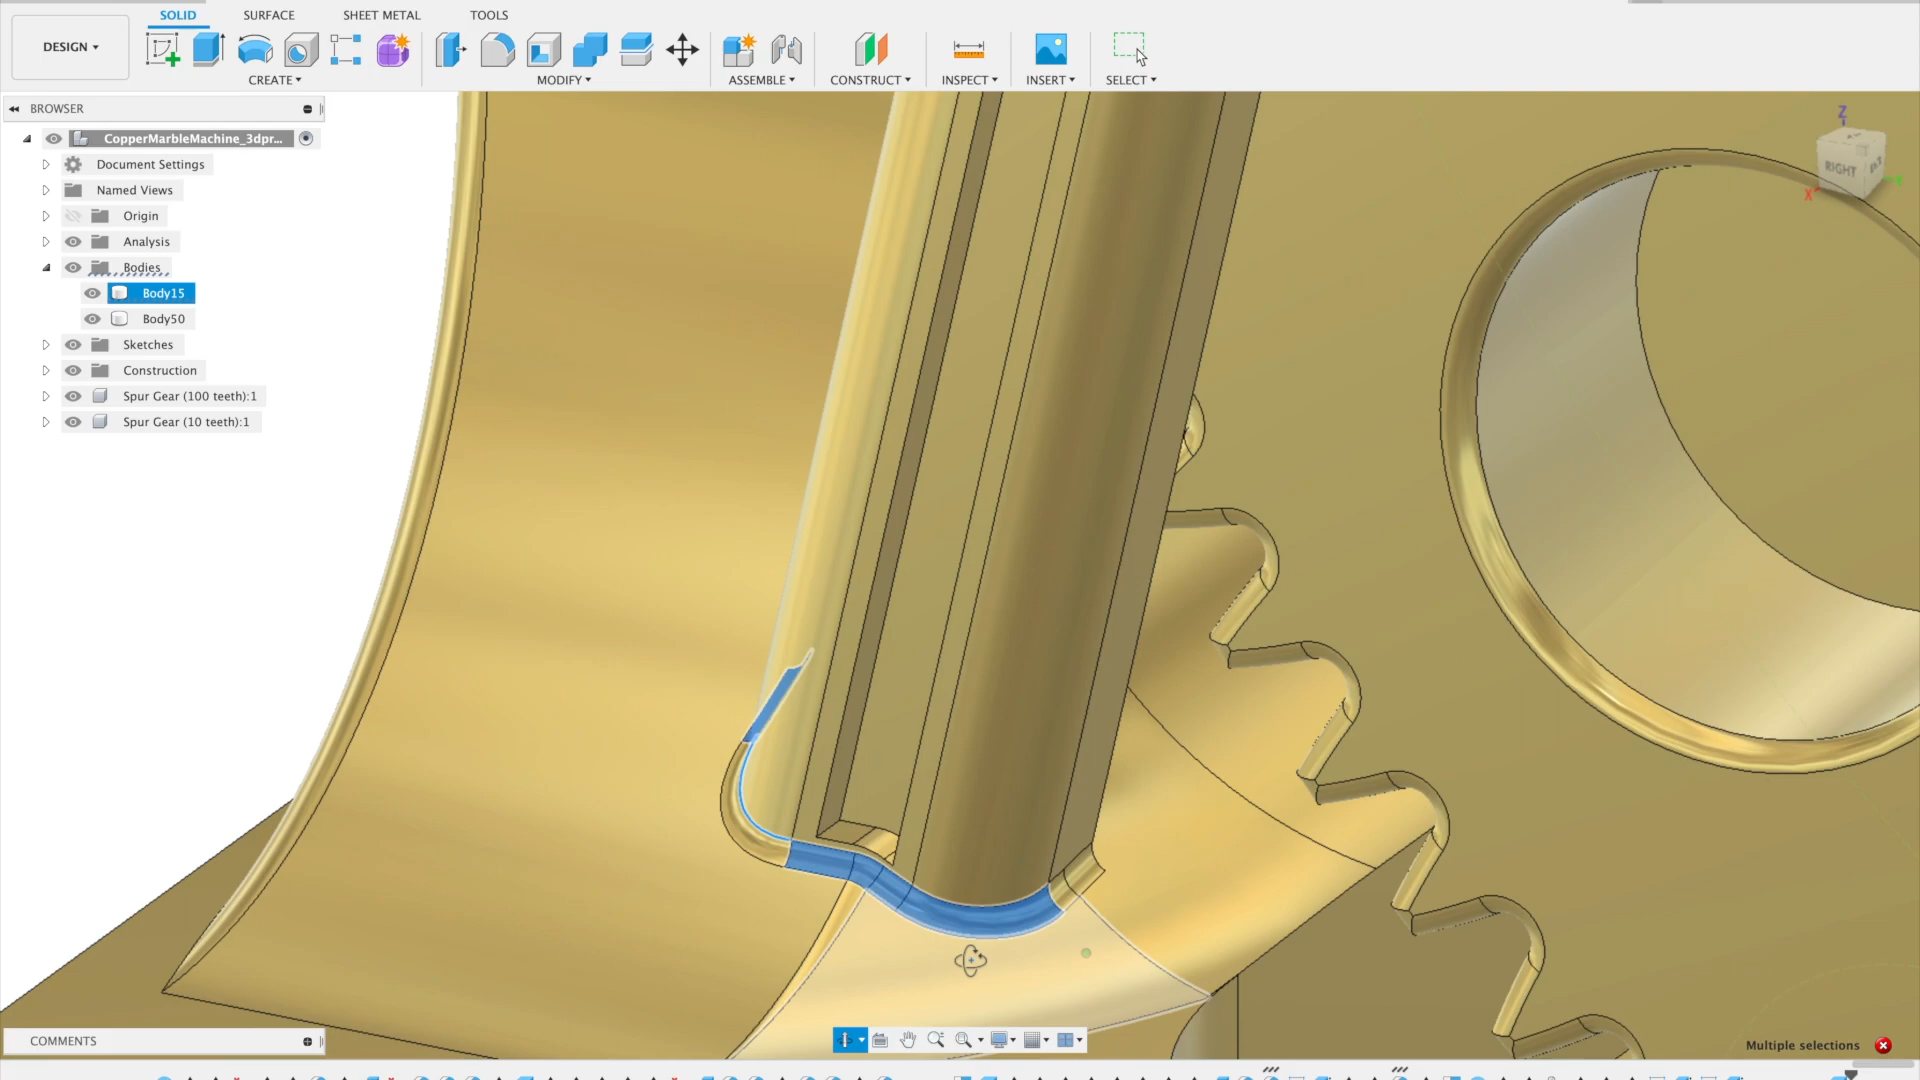 SOLID SURFACE SHEET METAL TOOLS
DESIGN ▾
CREATE ▾ MODIFY ▾ ASSEMBLE ▾ CONSTRUCT ▾ INSPECT ▾ INSERT ▾ SELECT ▾
BROWSER
CopperMarbleMachine_3dpr...
Document Settings
Named Views
Origin
Analysis
Bodies
Body15
Body50
Sketches
Construction
Spur Gear (100 teeth):1
Spur Gear (10 teeth):1
Z
RIGHT
X
COMMENTS
Multiple selections